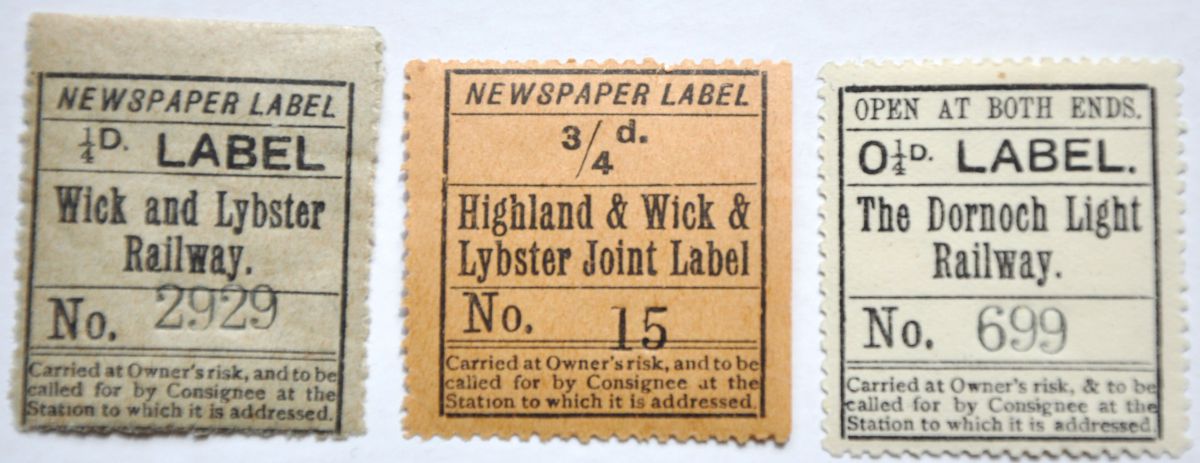 NEWSPAPER LABEL
¼D. LABEL
Wick and Lybster
Railway.
No. 2929
Carried at Owner's risk, and to be
called for by Consignee at the
Station to which it is addressed.
NEWSPAPER LABEL
3/4 d.
Highland & Wick &
Lybster Joint Label
No. 15
Carried at Owner's risk, and to be
called for by Consignee at the
Station to which it is addressed.
OPEN AT BOTH ENDS.
0¼D. LABEL.
The Dornoch Light
Railway.
No. 699
Carried at Owner's risk, & to be
called for by Consignee at the
Station to which it is addressed.